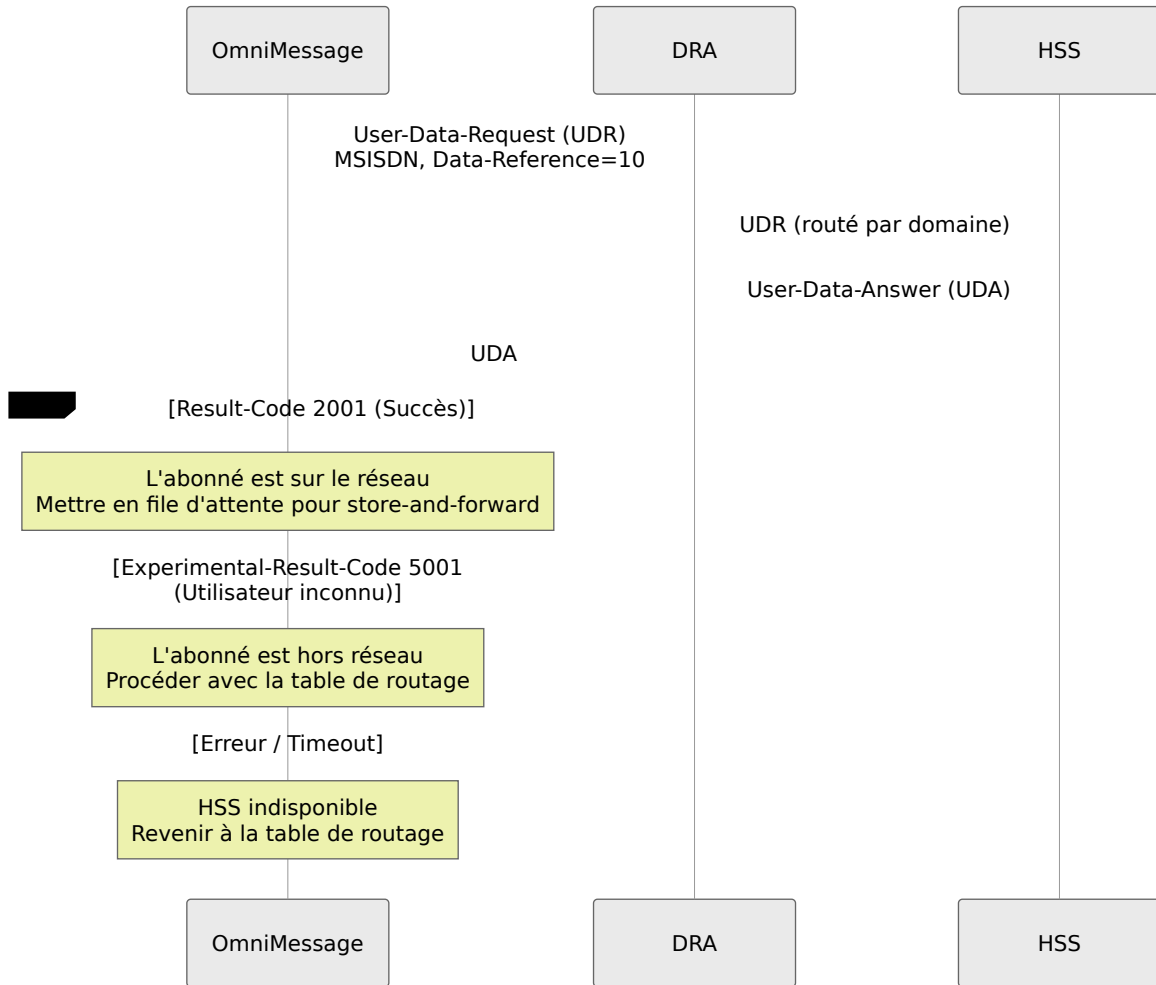 OmniMessage
DRA
HSS
User-Data-Request (UDR)
MSISDN, Data-Reference=10
UDR (routé par domaine)
User-Data-Answer (UDA)
UDA
[Result-Code 2001 (Succès)]
L'abonné est sur le réseau
Mettre en file d'attente pour store-and-forward
[Experimental-Result-Code 5001
(Utilisateur inconnu)]
L'abonné est hors réseau
Procéder avec la table de routage
[Erreur / Timeout]
HSS indisponible
Revenir à la table de routage
OmniMessage
DRA
HSS